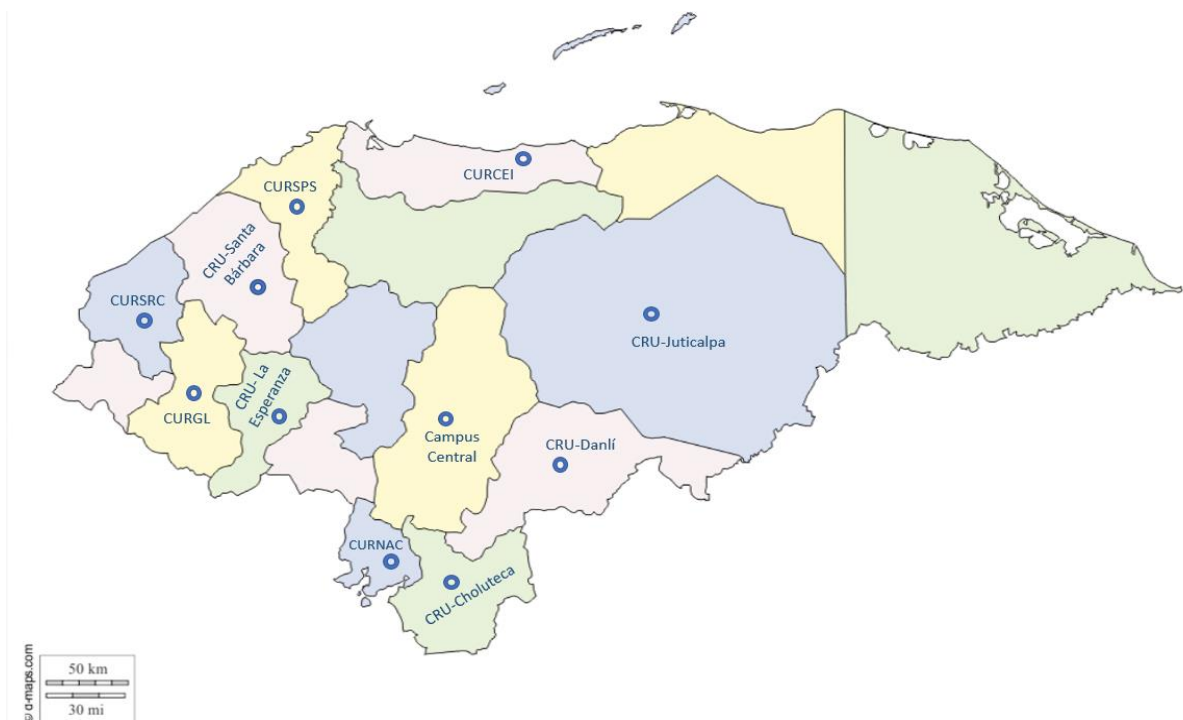 CURCEI
CURSPS
CRU-Santa
Bárbara
CURSRC
CRU-Juticalpa
CRU- La
Esperanza
CURGL
Campus
Central
CRU-Danlí
CURNAC
CRU-Choluteca
50 km
30 mi
© d-maps.com